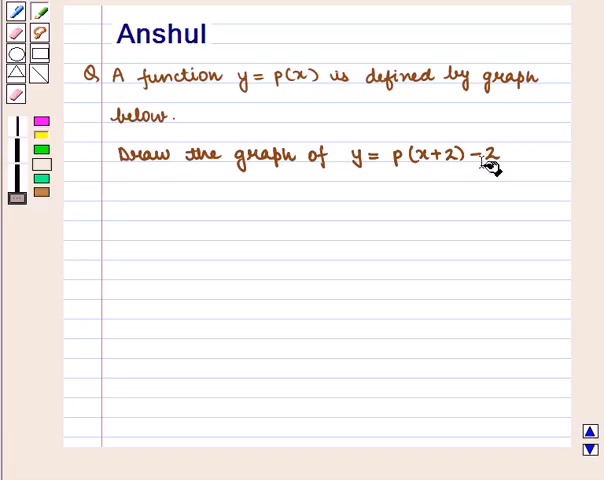 Anshul
Q A function y = p(x) is defined by graph
below.
Draw the graph of y = p(x+2) - 2